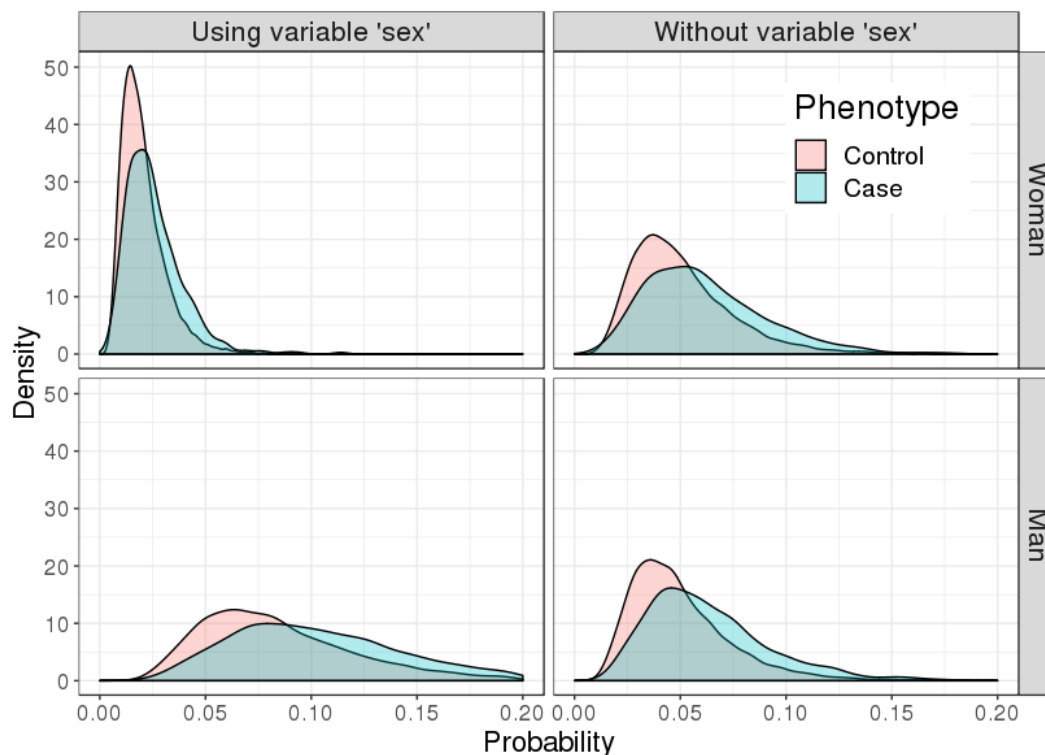 Using variable 'sex'
Without variable 'sex'
50
40
30
20
10
0
Phenotype
Control
Case
Woman
Density
50
40
30
20
10
0
Man
0.00
0.05
0.10
0.15
0.20
0.00
0.05
0.10
0.15
0.20
Probability